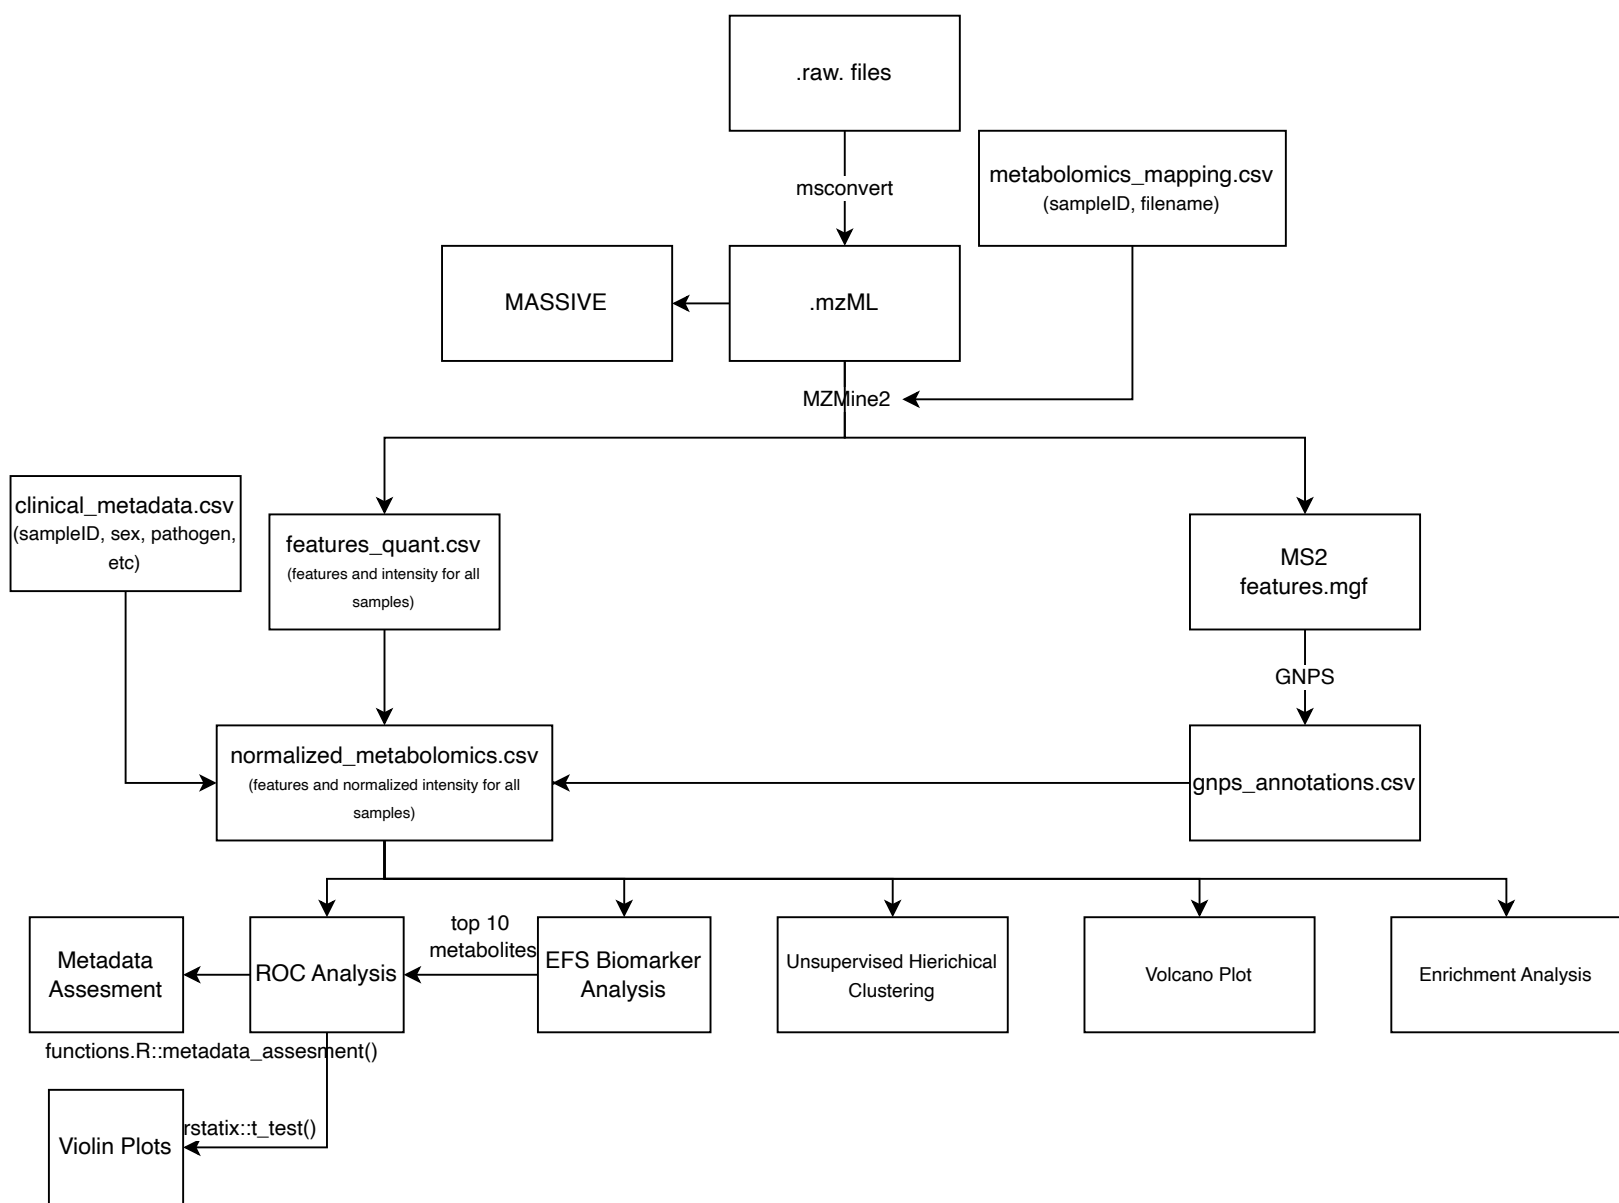 .raw. files
msconvert
metabolomics_mapping.csv
(sampleID, filename)
MASSIVE
.mzML
MZMine2
clinical_metadata.csv
(sampleID, sex, pathogen,
etc)
features_quant.csv
(features and intensity for all
samples)
MS2
features.mgf
GNPS
normalized_metabolomics.csv
(features and normalized intensity for all
samples)
gnps_annotations.csv
Metadata
Assesment
ROC Analysis
top 10
metabolites
EFS Biomarker
Analysis
Unsupervised Hierichical
Clustering
Volcano Plot
Enrichment Analysis
functions.R::metadata_assesment()
Violin Plots
rstatix::t_test()